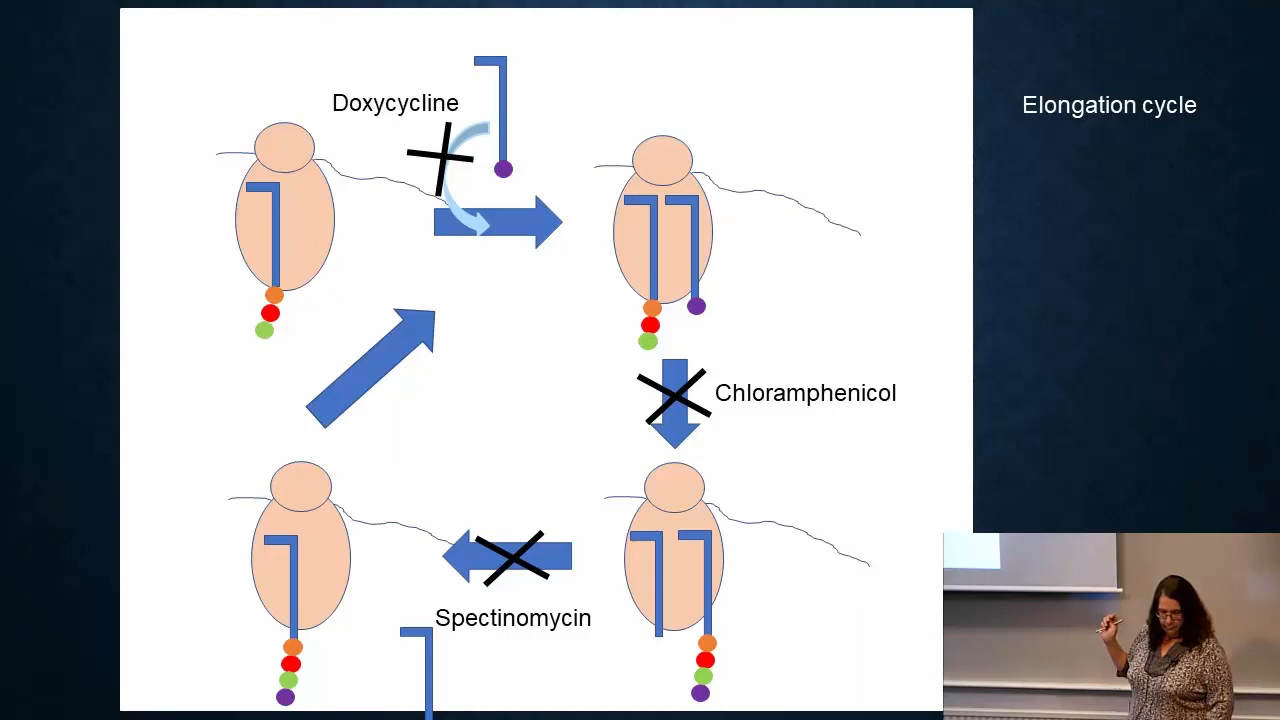 Doxycycline
Elongation cycle
Chloramphenicol
Spectinomycin